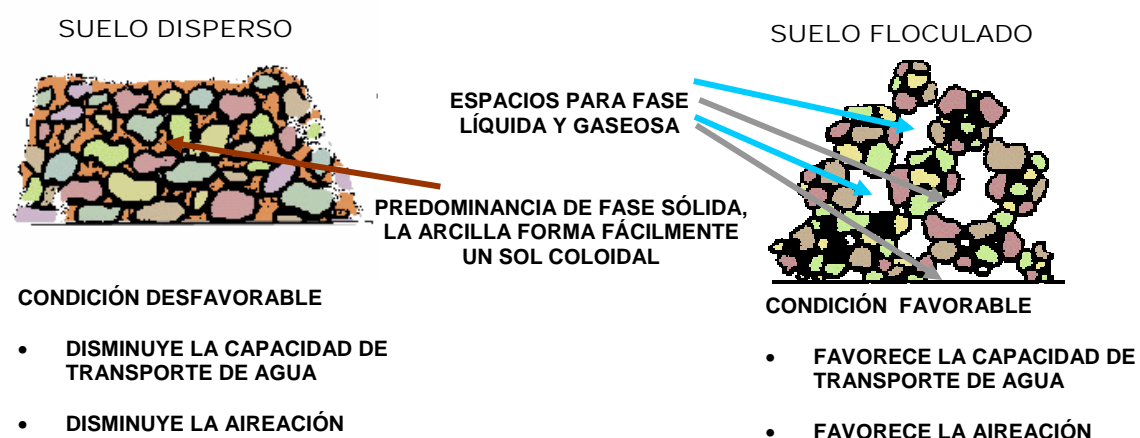 SUELO DISPERSO
SUELO FLOCULADO
ESPACIOS PARA FASE
LÍQUIDA Y GASEOSA
PREDOMINANCIA DE FASE SÓLIDA,
LA ARCILLA FORMA FÁCILMENTE
UN SOL COLOIDAL
CONDICIÓN DESFAVORABLE
• DISMINUYE LA CAPACIDAD DE
TRANSPORTE DE AGUA
• DISMINUYE LA AIREACIÓN
CONDICIÓN FAVORABLE
• FAVORECE LA CAPACIDAD DE
TRANSPORTE DE AGUA
• FAVORECE LA AIREACIÓN